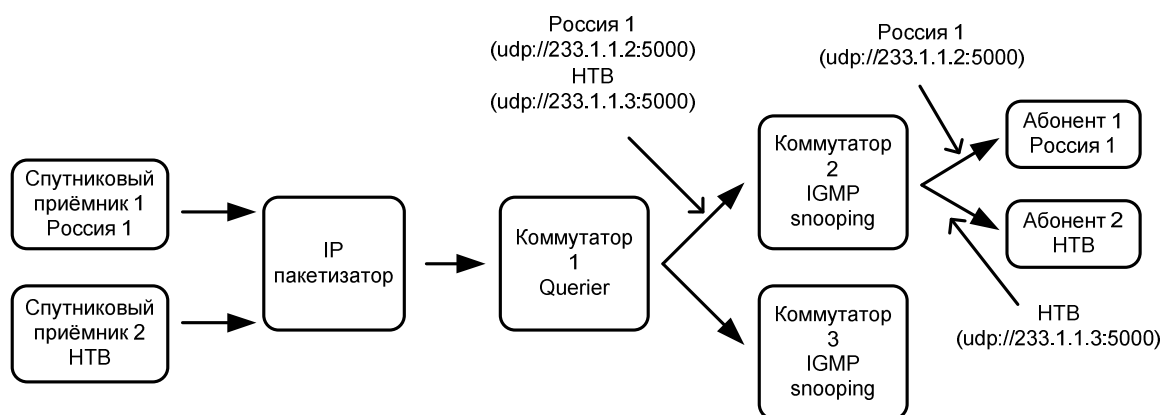 Россия 1
(udp://233.1.1.2:5000)
НТВ
(udp://233.1.1.3:5000)
Россия 1
(udp://233.1.1.2:5000)
Спутниковый
приёмник 1
Россия 1
Спутниковый
приёмник 2
НТВ
IP
пакетизатор
Коммутатор
1
Querier
Коммутатор
2
IGMP
snooping
Коммутатор
3
IGMP
snooping
Абонент 1
Россия 1
Абонент 2
НТВ
НТВ
(udp://233.1.1.3:5000)